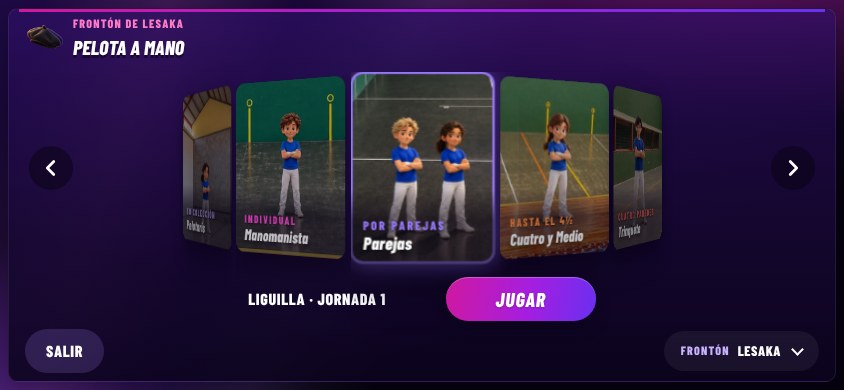 FRONTÓN DE LESAKA
PELOTA A MANO
INDIVIDUAL
Manomanista
POR PAREJAS
Parejas
HASTA EL 4½
Cuatro y Medio
Trinquete
LIGUILLA · JORNADA 1
JUGAR
SALIR
FRONTÓN LESAKA